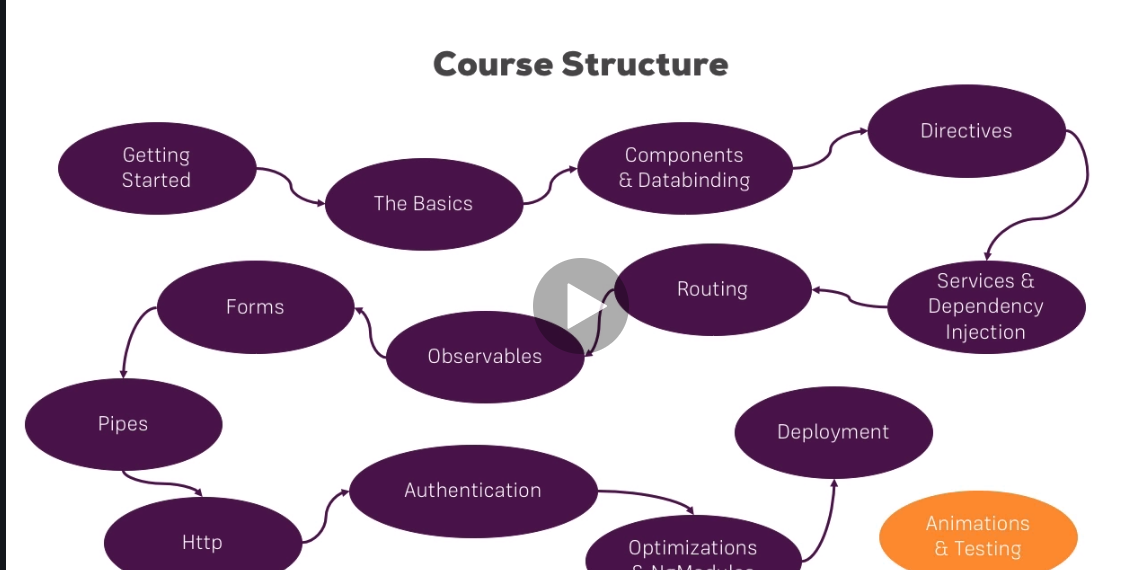 Course Structure
Getting
Started
The Basics
Components
& Databinding
Directives
Services &
Dependency
Injection
Routing
Observables
Forms
Pipes
Http
Authentication
Optimizations
& NgModules
Deployment
Animations
& Testing